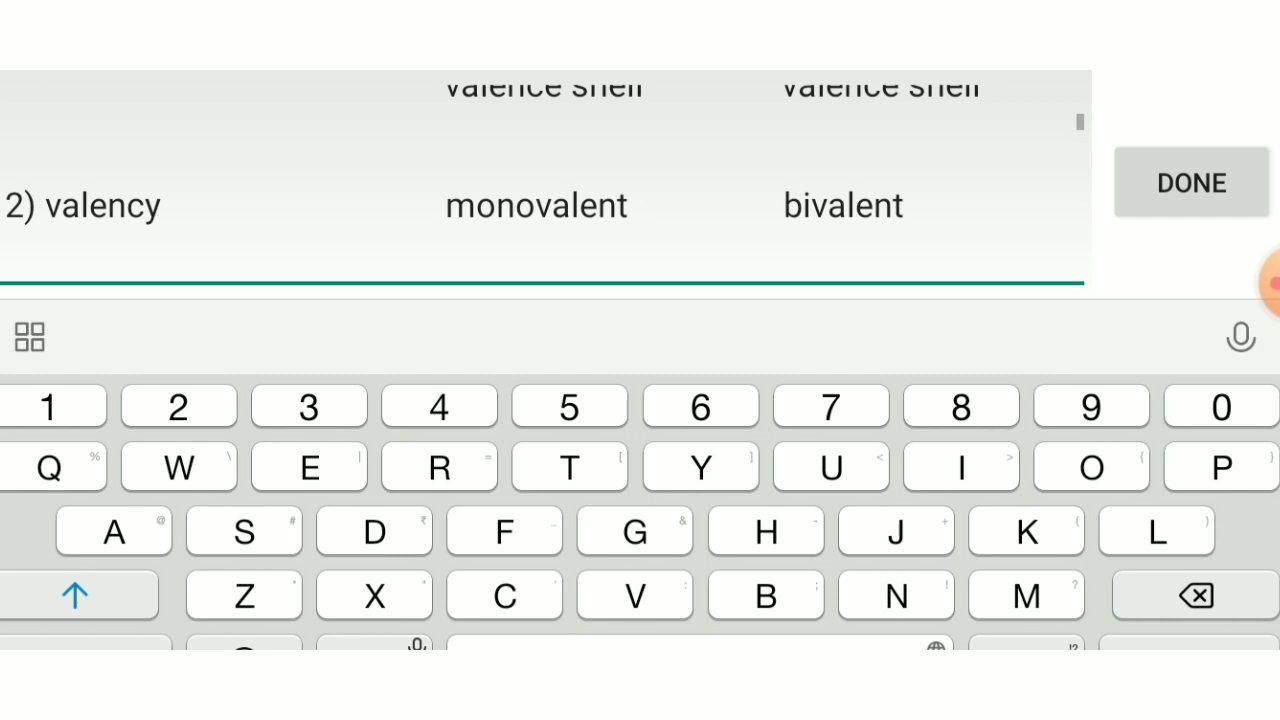 valence shell valence shell
2) valency monovalent bivalent
DONE
1 2 3 4 5 6 7 8 9 0
Q % W \ E | R = T [ Y ] U < I > O { P }
A @ S # D ₹ F _ G & H - J + K ( L )
Z X C ' V : B ; N ! M ?
!?